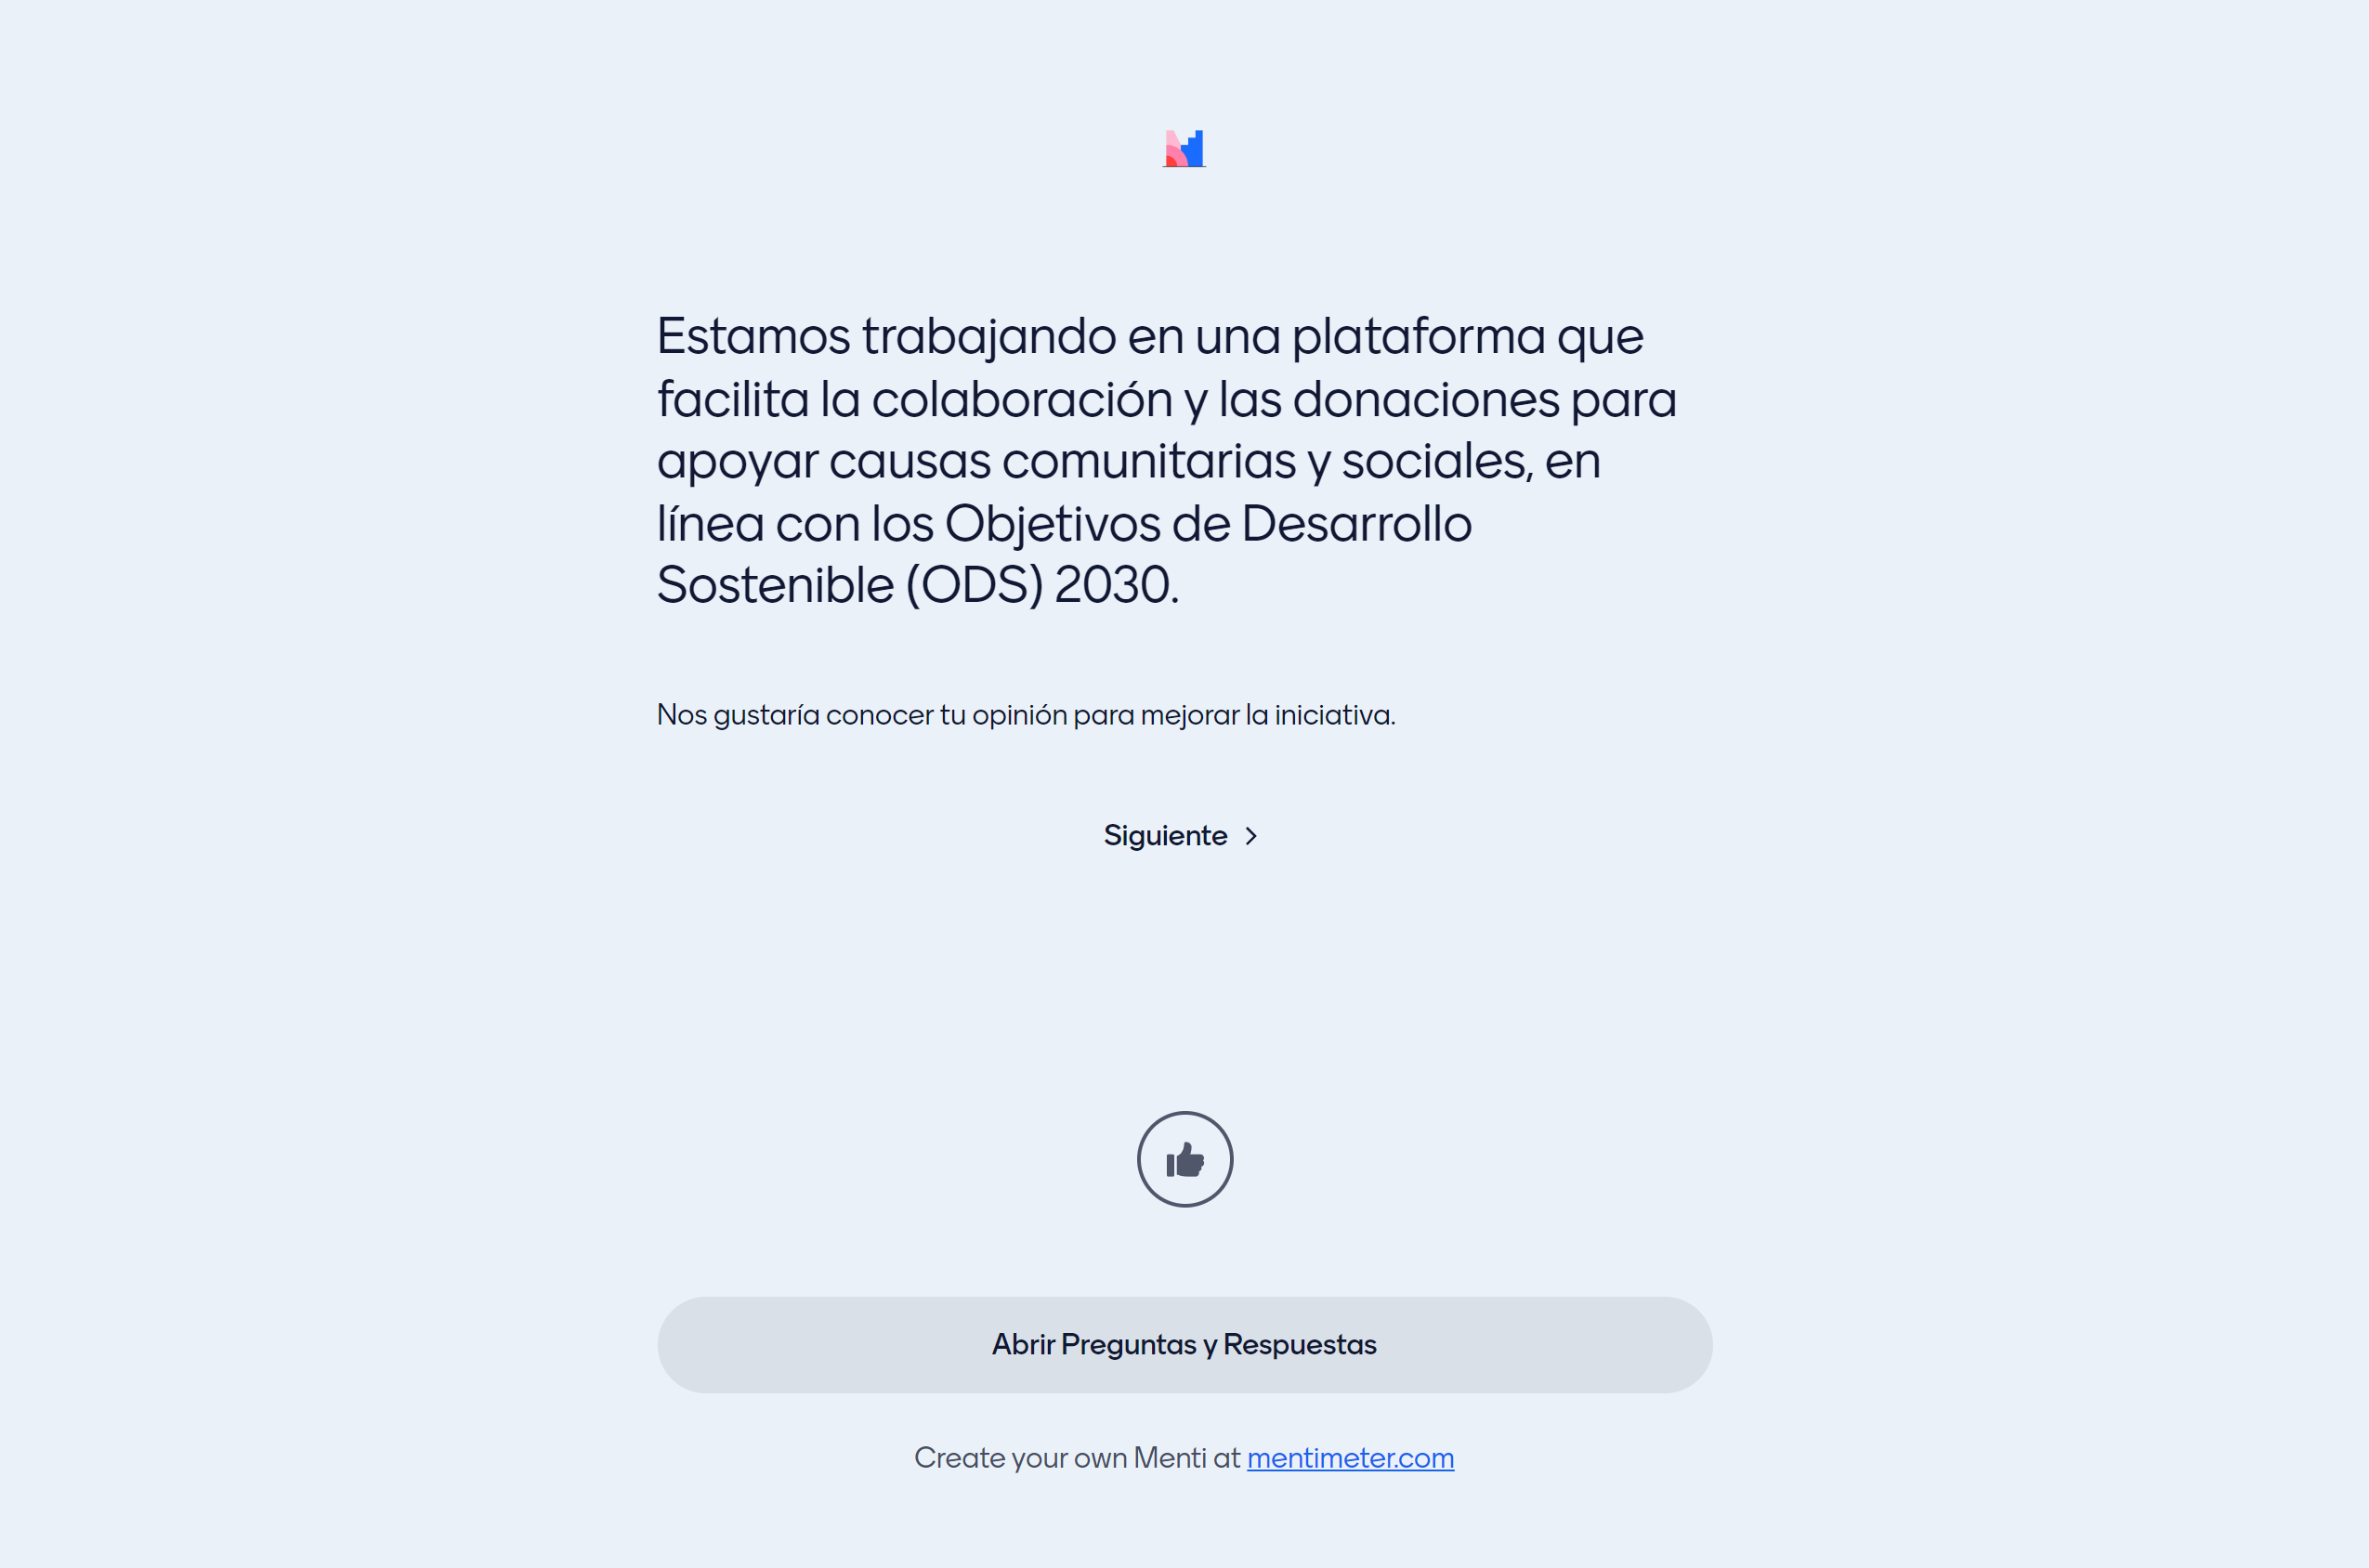 Estamos trabajando en una plataforma que
facilita la colaboración y las donaciones para
apoyar causas comunitarias y sociales, en
línea con los Objetivos de Desarrollo
Sostenible (ODS) 2030.
Nos gustaría conocer tu opinión para mejorar la iniciativa.
Siguiente
Abrir Preguntas y Respuestas
Create your own Menti at mentimeter.com